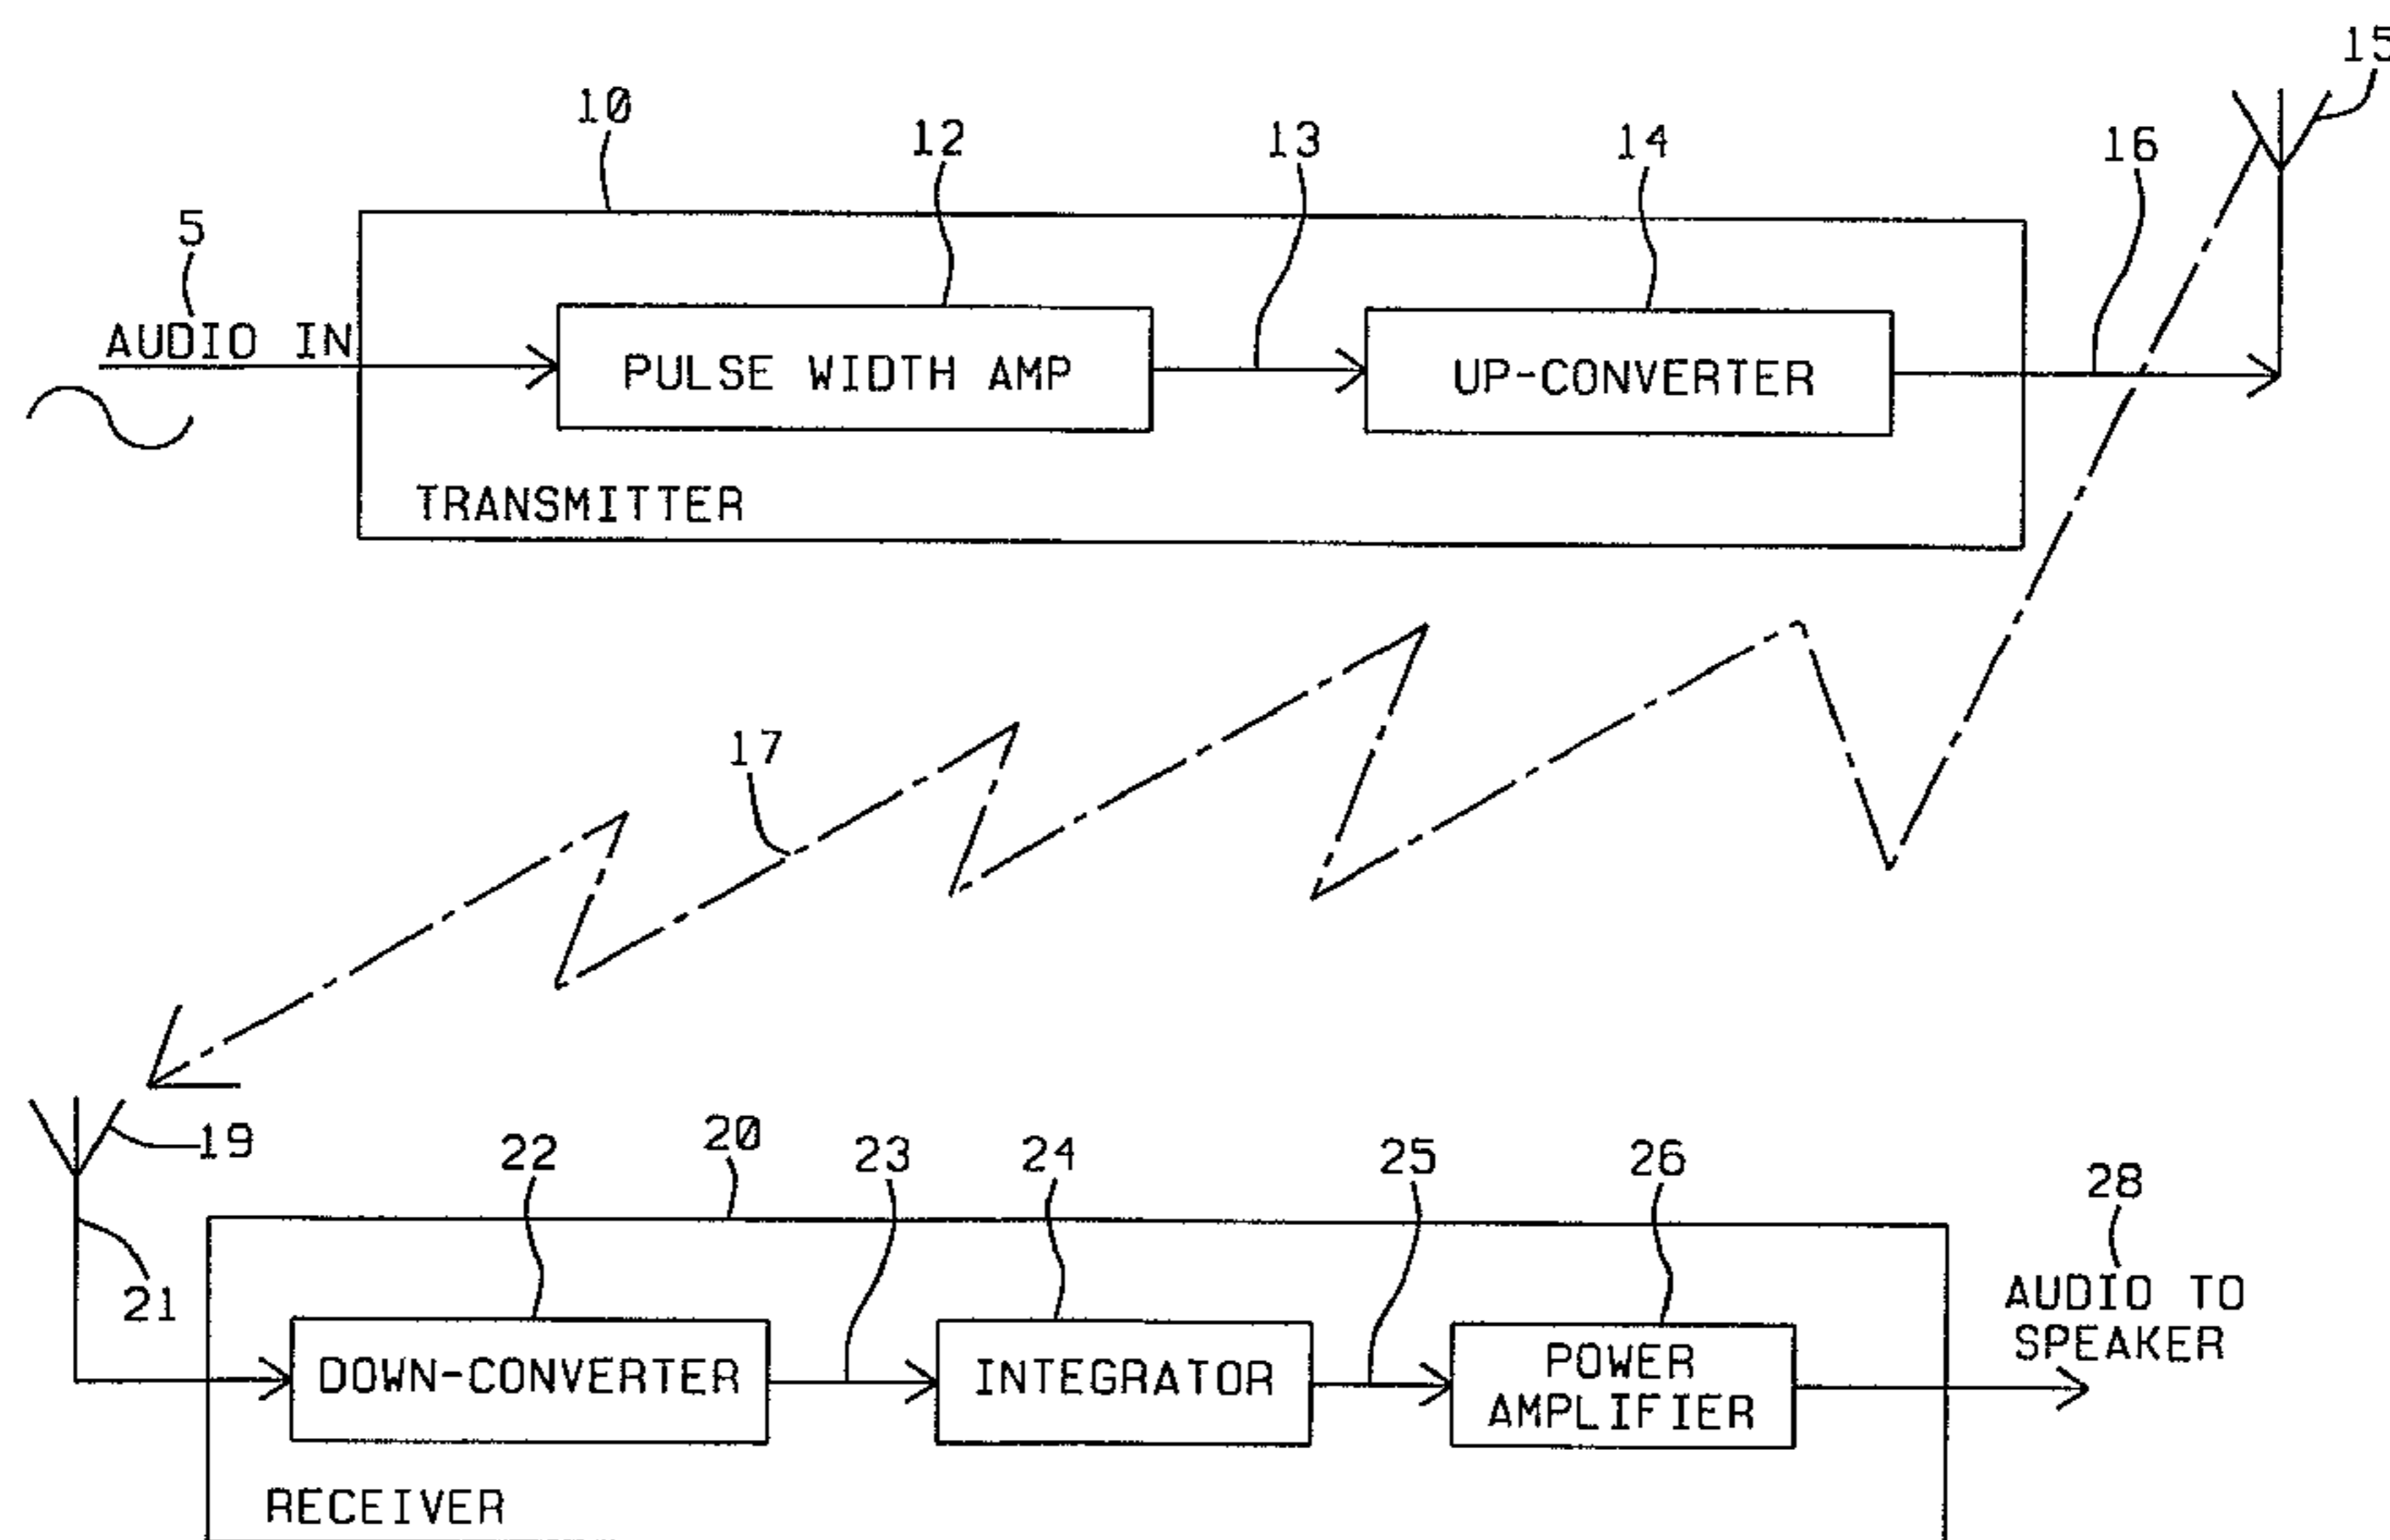 15
10
12
13
14
16
5
AUDIO IN
PULSE WIDTH AMP
UP-CONVERTER
TRANSMITTER
17
19
22
20
23
24
25
26
28
21
AUDIO TO
SPEAKER
DOWN-CONVERTER
INTEGRATOR
POWER
AMPLIFIER
RECEIVER